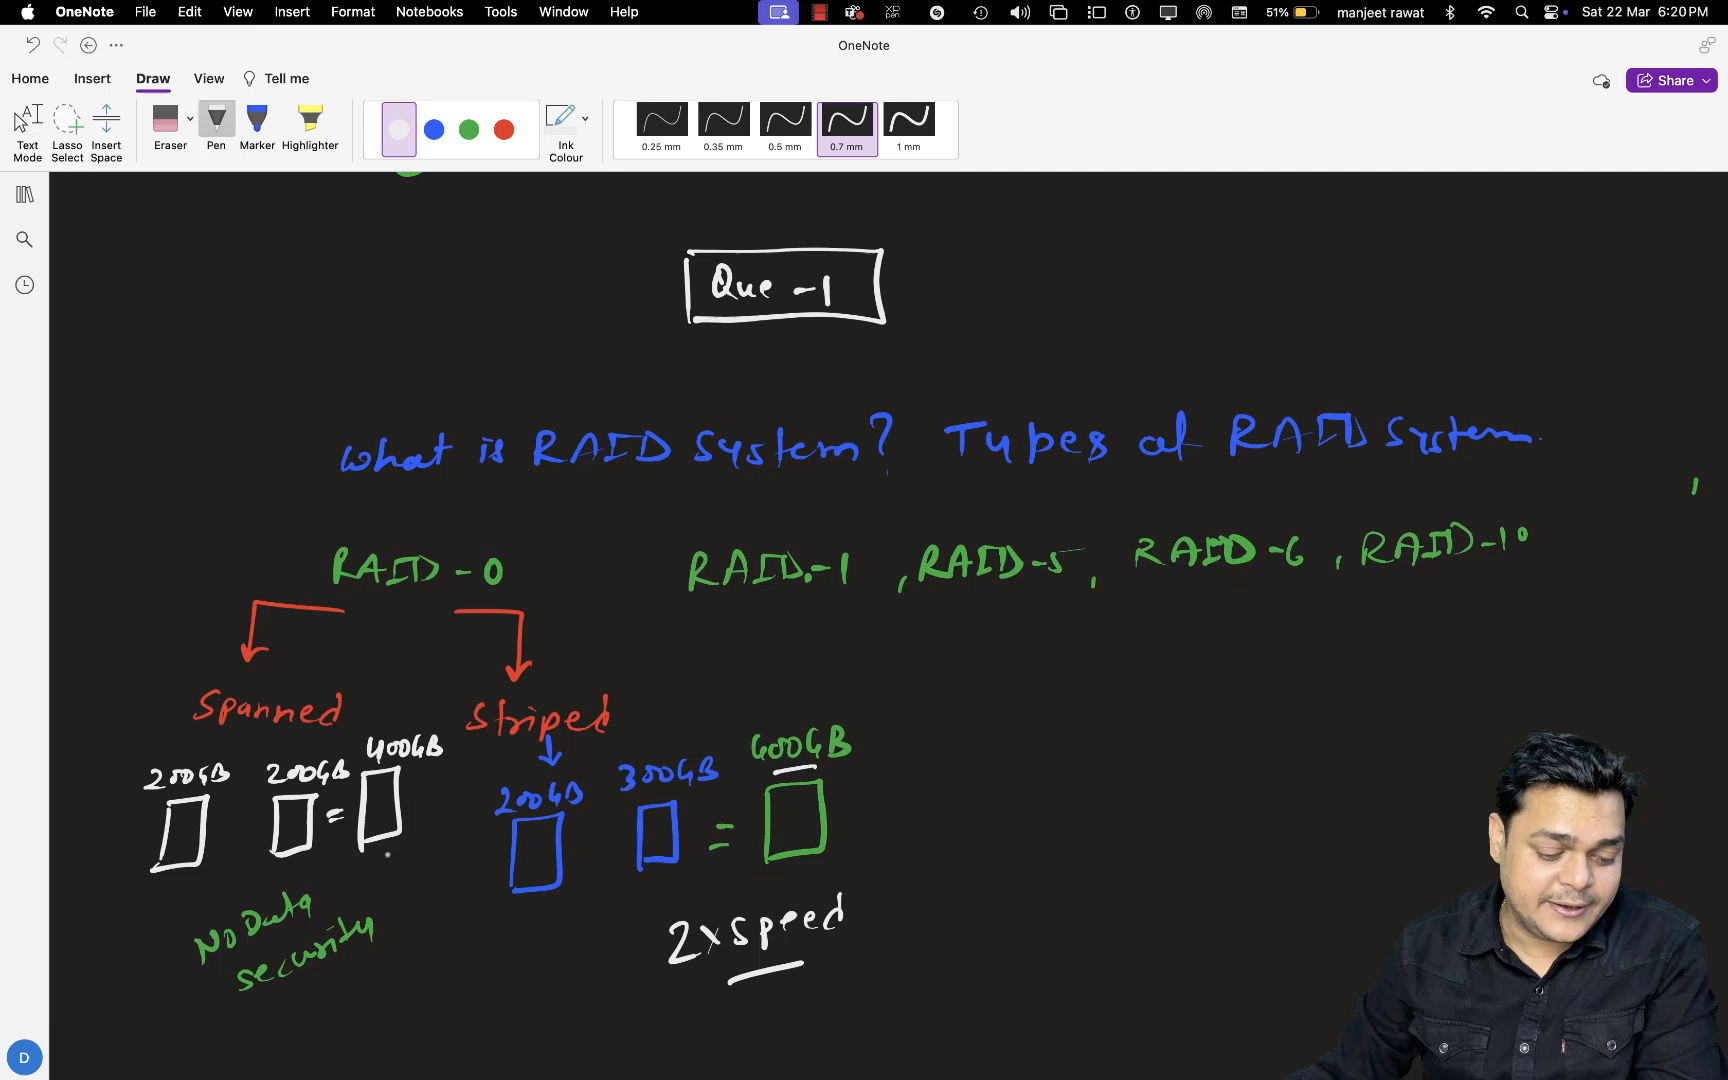 OneNote File Edit View Insert Format Notebooks Tools Window Help 51% manjeet rawat Sat 22 Mar 6:20 PM
OneNote
Home Insert Draw View Tell me Share
Text Mode
Lasso Select
Insert Space
Eraser
Pen
Marker
Highlighter
Ink Colour
0.25 mm 0.35 mm 0.5 mm 0.7 mm 1 mm
Que -1
What is RAID System? Types of RAID System.
RAID - 0 RAID-1 , RAID-5 , RAID-6 , RAID-10 ,
Spanned Striped
200GB 200GB = 400GB
200GB 300GB = 400GB
No Data
security
2x speed
D